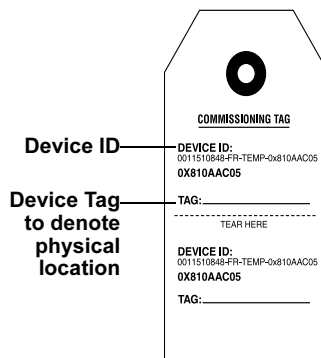 COMMISSIONING TAG
Device ID
DEVICE ID:
0011510848-FR-TEMP-0x810AAC05
0X810AAC05
Device Tag
to denote
physical
location
TAG:
TEAR HERE
DEVICE ID:
0011510848-FR-TEMP-0x810AAC05
0X810AAC05
TAG: